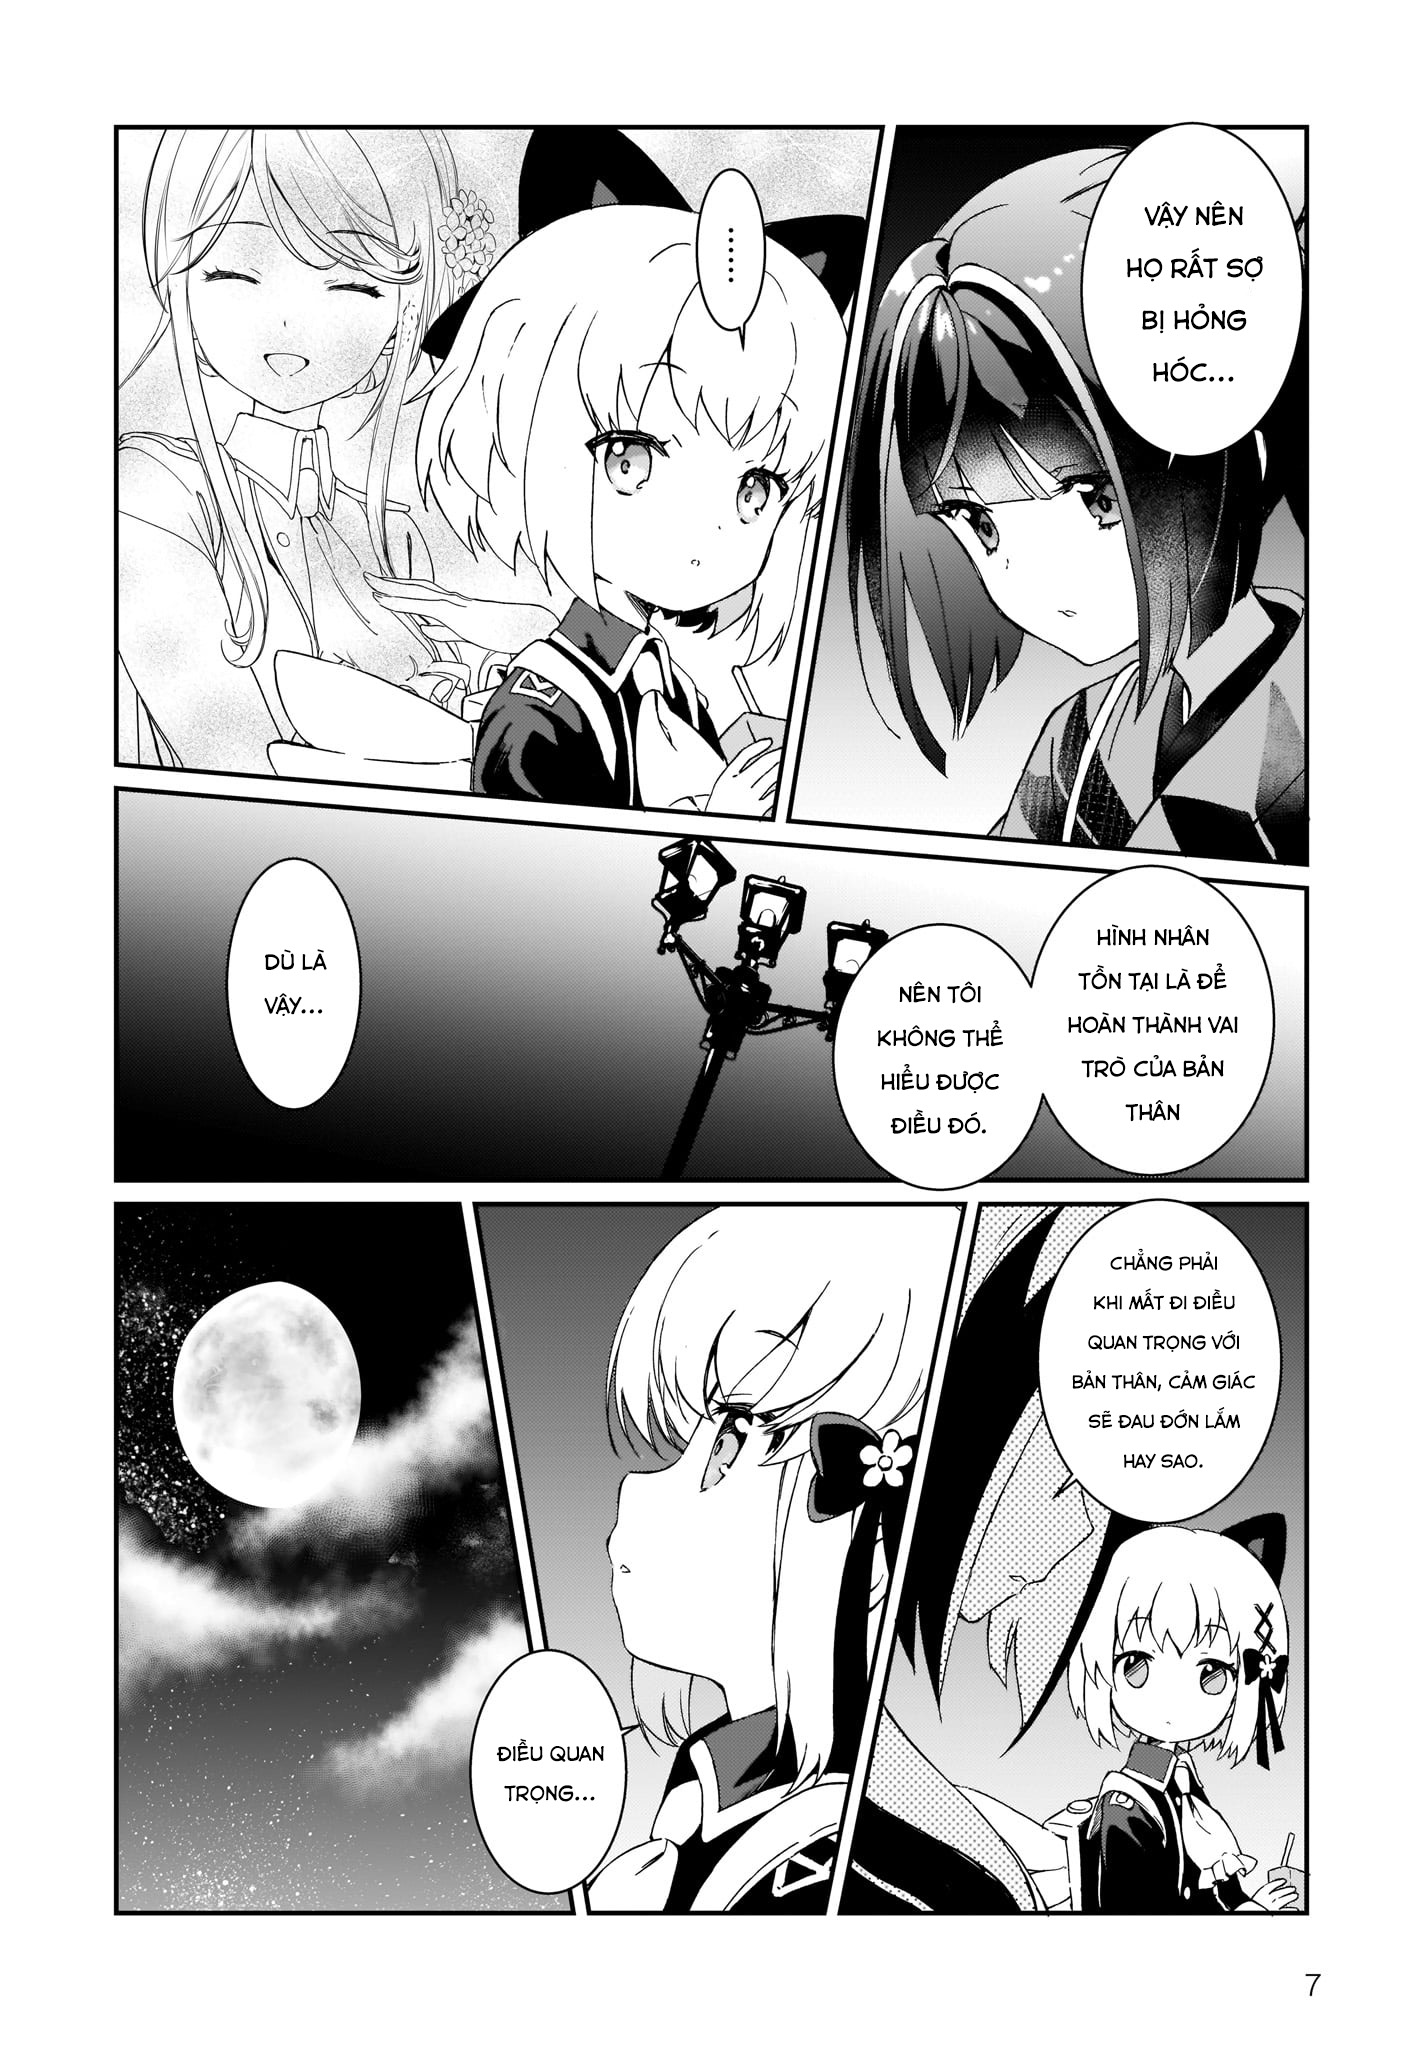 VẬY NÊN
HỌ RẤT SỢ
BỊ HỎNG
HÓC...
........
HÌNH NHÂN
TỒN TẠI LÀ ĐỂ
HOÀN THÀNH VAI
TRÒ CỦA BẢN
THÂN
NÊN TÔI
KHÔNG THỂ
HIỂU ĐƯỢC
ĐIỀU ĐÓ.
DÙ LÀ
VẬY...
CHẲNG PHẢI
KHI MẤT ĐI ĐIỀU
QUAN TRỌNG VỚI
BẢN THÂN, CẢM GIÁC
SẼ ĐAU ĐỚN LẮM
HAY SAO.
ĐIỀU QUAN
TRỌNG...
7